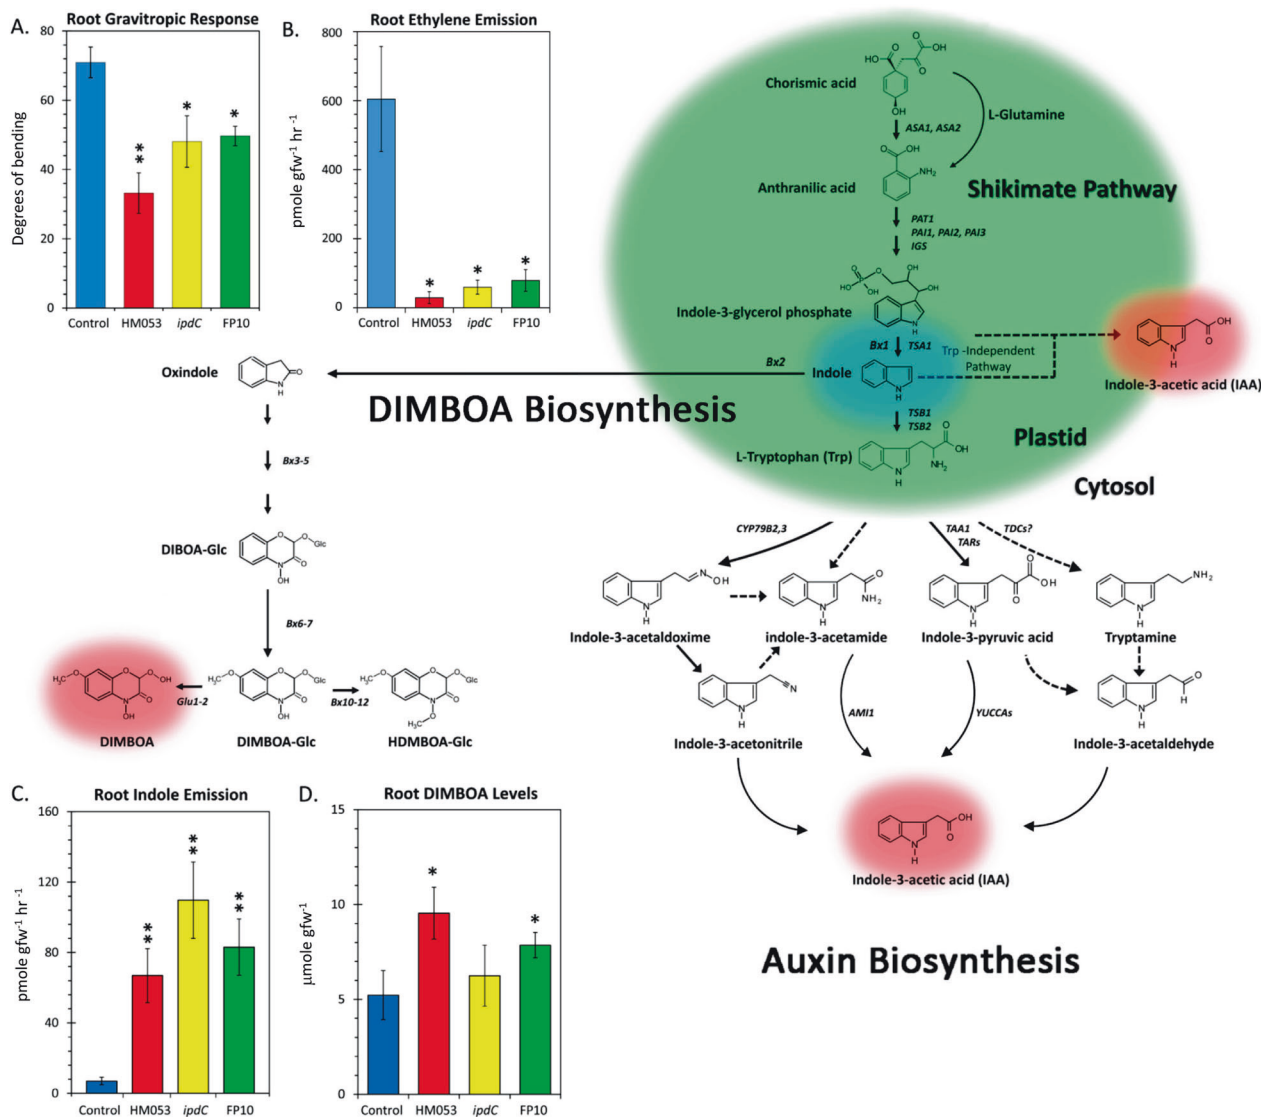 A.
Root Gravitropic Response
80
60
40
20
0
Degrees of bending
**
*
*
Control
HM053
ipdC
FP10
B.
Root Ethylene Emission
800
600
400
200
0
pmole gfw-1 hr -1
*
*
*
Control
HM053
ipdC
FP10
Chorismic acid
L-Glutamine
ASA1, ASA2
Anthranilic acid
Shikimate Pathway
PAT1
PAI1, PAI2, PAI3
IGS
Indole-3-glycerol phosphate
Bx1
TSA1
Trp -Independent
Pathway
Indole
Indole-3-acetic acid (IAA)
TSB1
TSB2
L-Tryptophan (Trp)
Plastid
Cytosol
Bx2
Oxindole
DIMBOA Biosynthesis
Bx3-5
DIBOA-Glc
Bx6-7
Glu1-2
Bx10-12
DIMBOA
DIMBOA-Glc
HDMBOA-Glc
CYP79B2,3
TAA1
TARs
TDCs?
Indole-3-acetaldoxime
indole-3-acetamide
Indole-3-pyruvic acid
Tryptamine
AMI1
YUCCAs
Indole-3-acetonitrile
Indole-3-acetaldehyde
Indole-3-acetic acid (IAA)
Auxin Biosynthesis
C.
Root Indole Emission
160
120
80
40
0
pmole gfw-1 hr -1
**
**
**
Control
HM053
ipdC
FP10
D.
Root DIMBOA Levels
15
10
5
0
µmole gfw-1
*
*
Control
HM053
ipdC
FP10